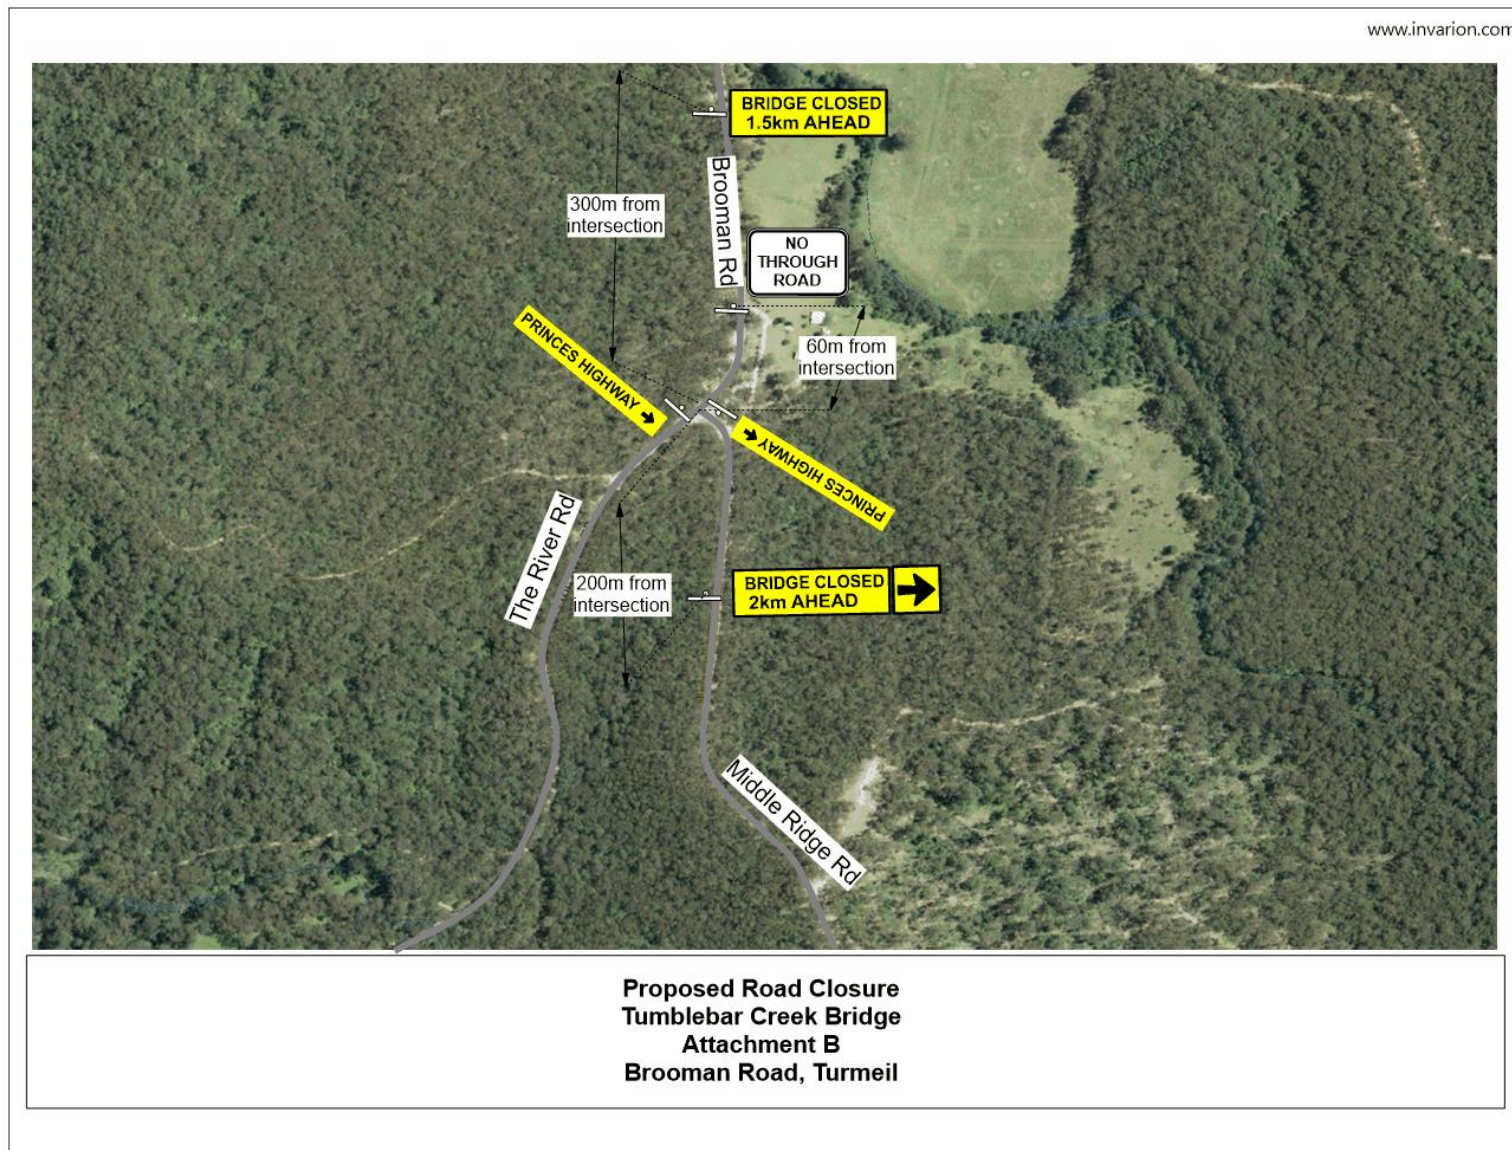 www.invarion.com
BRIDGE CLOSED
1.5km AHEAD
Brooman Rd
300m from
intersection
NO
THROUGH
ROAD
PRINCES HIGHWAY
60m from
intersection
PRINCES HIGHWAY
The River Rd
200m from
intersection
BRIDGE CLOSED
2km AHEAD
Middle Ridge Rd
Proposed Road Closure
Tumblebar Creek Bridge
Attachment B
Brooman Road, Turmeil